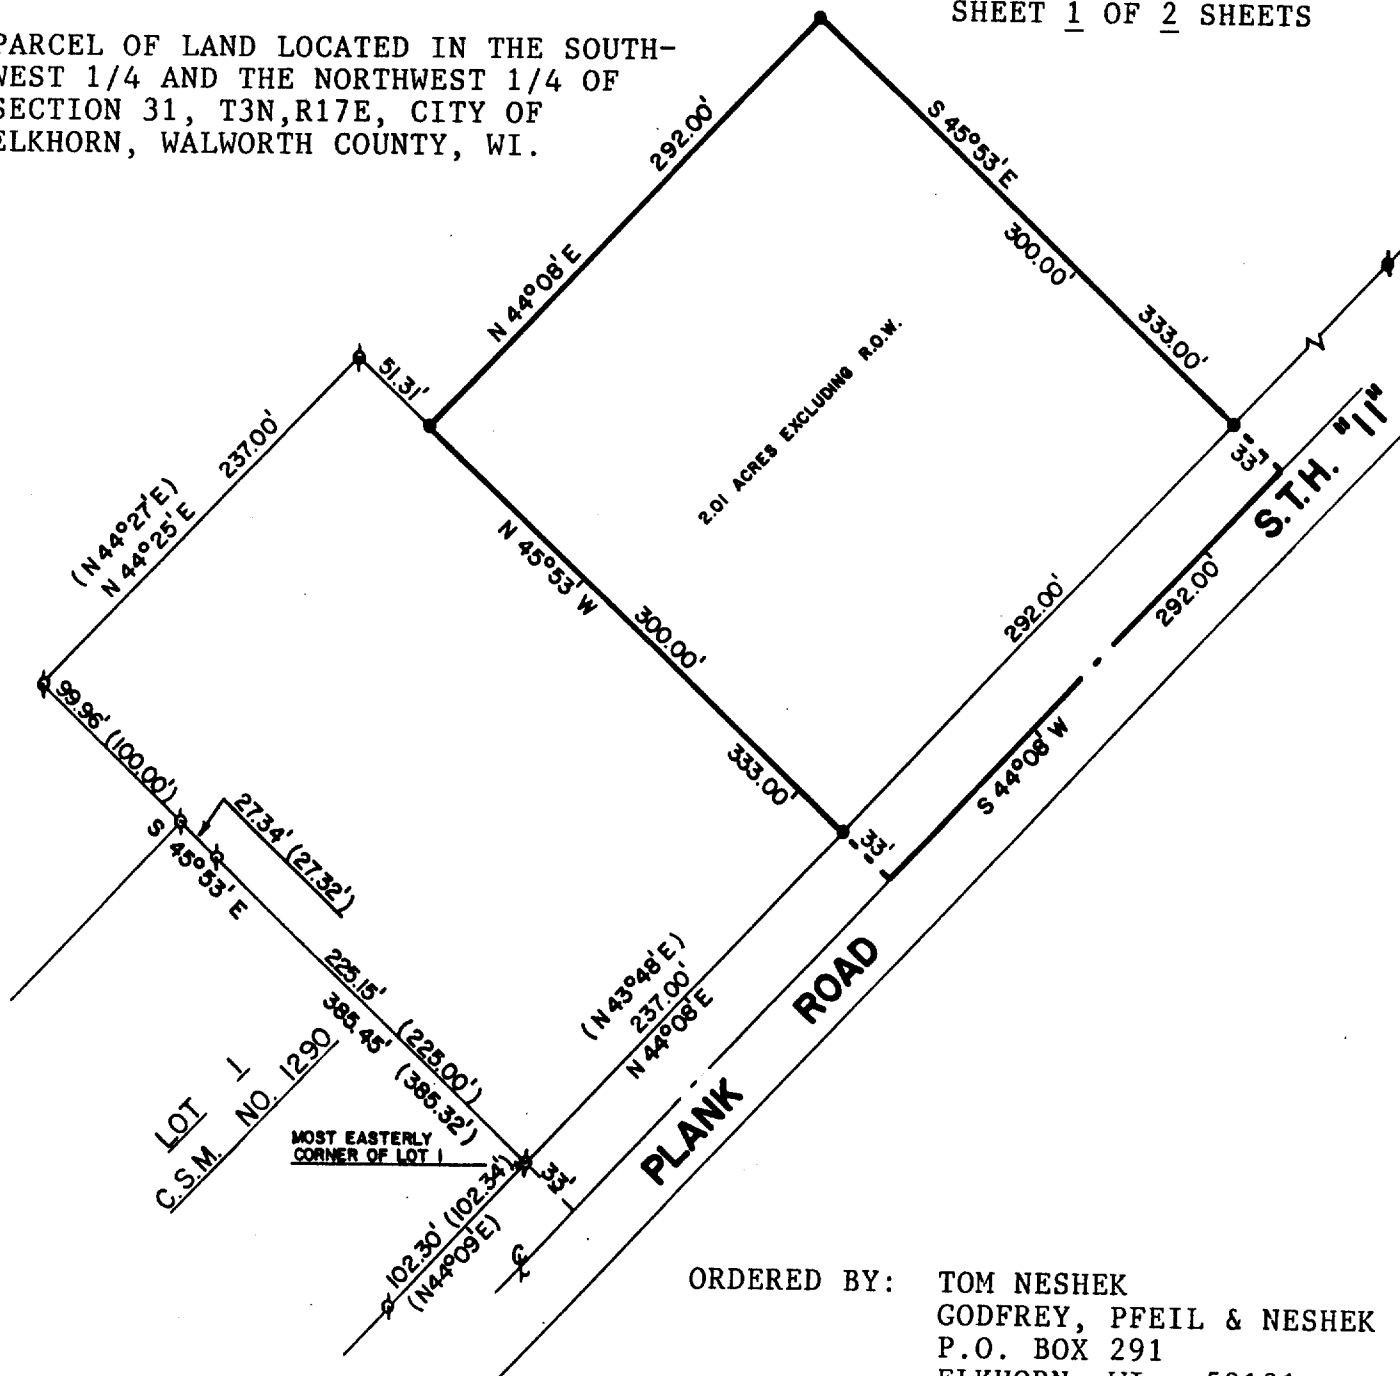 SHEET 1 OF 2 SHEETS
PARCEL OF LAND LOCATED IN THE SOUTH-
WEST 1/4 AND THE NORTHWEST 1/4 OF
SECTION 31, T3N,R17E, CITY OF
ELKHORN, WALWORTH COUNTY, WI.
292.00'
N 44°08'E
S 45°53'E
300.00'
333.00'
51.31'
237.00'
(N 44°27'E)
N 44°25'E
2.01 ACRES EXCLUDING R.O.W.
33'
S.T.H. "11"
N 45°53' W
300.00'
333.00'
292.00'
292.00'
S 44°08' W
33'
99.96' (100.00')
S 45°53' E
27.34' (27.32')
225.15' (225.00')
385.45' (385.32')
(N 43°48'E)
237.00'
N 44°08'E
PLANK ROAD
LOT 1
C.S.M. NO. 1290
MOST EASTERLY
CORNER OF LOT 1
33'
102.30' (102.34')
(N44°09'E)
ORDERED BY: TOM NESHEK
GODFREY, PFEIL & NESHEK
P.O. BOX 291